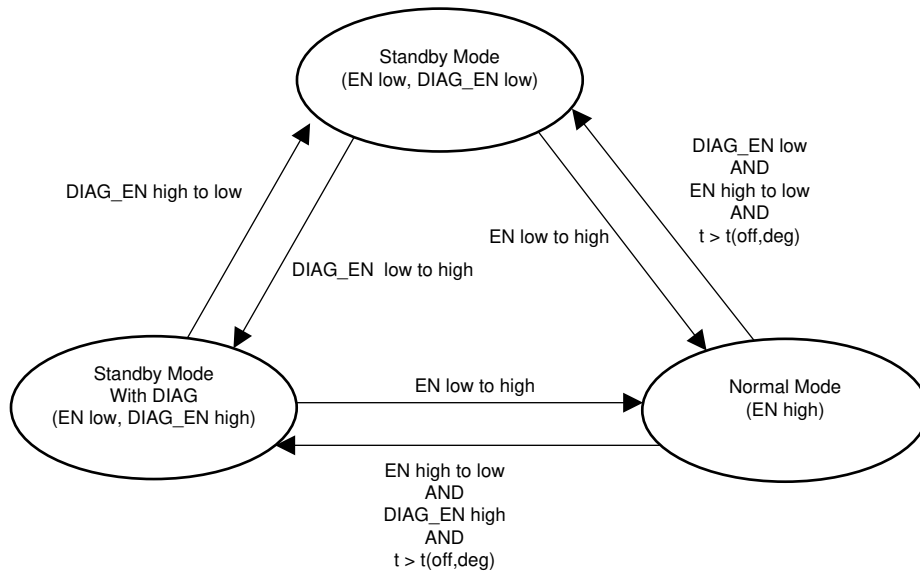 Standby Mode
(EN low, DIAG_EN low)
DIAG_EN high to low
DIAG_EN low to high
EN low to high
DIAG_EN low
AND
EN high to low
AND
t > t(off,deg)
Standby Mode
With DIAG
(EN low, DIAG_EN high)
EN low to high
Normal Mode
(EN high)
EN high to low
AND
DIAG_EN high
AND
t > t(off,deg)